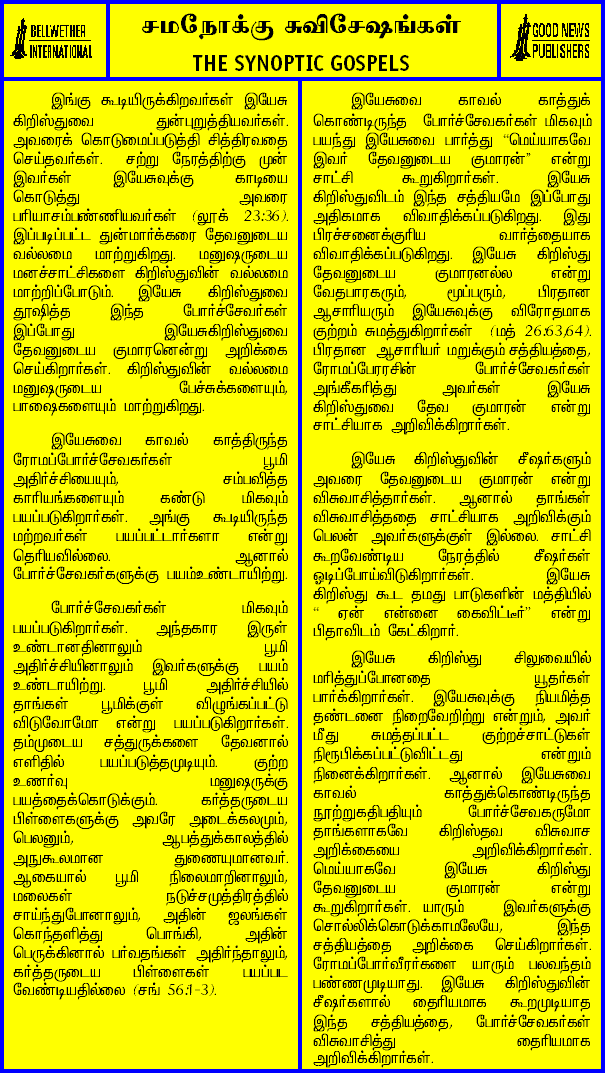 BELLWETHER
INTERNATIONAL
சமநோக்கு சுவிசேஷங்கள்
THE SYNOPTIC GOSPELS
GOOD NEWS
PUBLISHERS
இங்கு கூடியிருக்கிறவர்கள் இயேசு
கிறிஸ்துவை துன்புறுத்தியவர்கள்.
அவரைக் கொடுமைப்படுத்தி சித்திரவதை
செய்தவர்கள். சற்று நேரத்திற்கு முன்
இவர்கள் இயேசுவுக்கு காடியை
கொடுத்து அவரை
பரியாசம்பண்ணியவர்கள் (லூக் 23:36).
இப்படிப்பட்ட துன்மார்க்கரை தேவனுடைய
வல்லமை மாற்றுகிறது. மனுஷருடைய
மனச்சாட்சிகளை கிறிஸ்துவின் வல்லமை
மாற்றிப்போடும். இயேசு கிறிஸ்துவை
தூஷித்த இந்த போர்ச்சேவர்கள்
இப்போது இயேசுகிறிஸ்துவை
தேவனுடைய குமாரனென்று அறிக்கை
செய்கிறார்கள். கிறிஸ்துவின் வல்லமை
மனுஷருடைய பேச்சுக்களையும்,
பாஷைகளையும் மாற்றுகிறது.
இயேசுவை காவல் காத்திருந்த
ரோமப்போர்ச்சேவகர்கள் பூமி
அதிர்ச்சியையும், சம்பவித்த
காரியங்களையும் கண்டு மிகவும்
பயப்படுகிறார்கள். அங்கு கூடியிருந்த
மற்றவர்கள் பயப்பட்டார்களா என்று
தெரியவில்லை. ஆனால்
போர்ச்சேவகர்களுக்கு பயம்உண்டாயிற்று.
போர்ச்சேவகர்கள் மிகவும்
பயப்படுகிறார்கள். அந்தகார இருள்
உண்டானதினாலும் பூமி
அதிர்ச்சியினாலும் இவர்களுக்கு பயம்
உண்டாயிற்று. பூமி அதிர்ச்சியில்
தாங்கள் பூமிக்குள் விழுங்கப்பட்டு
விடுவோமோ என்று பயப்படுகிறார்கள்.
தம்முடைய சத்துருக்களை தேவனால்
எளிதில் பயப்படுத்தமுடியும். குற்ற
உணர்வு மனுஷருக்கு
பயத்தைக்கொடுக்கும். கர்த்தருடைய
பிள்ளைகளுக்கு அவரே அடைக்கலமும்,
பெலனும், ஆபத்துக்காலத்தில்
அநுகூலமான துணையுமானவர்.
ஆகையால் பூமி நிலைமாறினாலும்,
மலைகள் நடுச்சமுத்திரத்தில்
சாய்ந்துபோனாலும், அதின் ஜலங்கள்
கொந்தளித்து பொங்கி, அதின்
பெருக்கினால் பர்வதங்கள் அதிர்ந்தாலும்,
கர்த்தருடைய பிள்ளைகள் பயப்பட
வேண்டியதில்லை (சங் 56:1-3).
இயேசுவை காவல் காத்துக்
கொண்டிருந்த போர்ச்சேவகர்கள் மிகவும்
பயந்து இயேசுவை பார்த்து “மெய்யாகவே
இவர் தேவனுடைய குமாரன்” என்று
சாட்சி கூறுகிறார்கள். இயேசு
கிறிஸ்துவிடம் இந்த சத்தியமே இப்போது
அதிகமாக விவாதிக்கப்படுகிறது. இது
பிரச்சனைக்குரிய வார்த்தையாக
விவாதிக்கப்படுகிறது. இயேசு கிறிஸ்து
தேவனுடைய குமாரனல்ல என்று
வேதபாரகரும், மூப்பரும், பிரதான
ஆசாரியரும் இயேசுவுக்கு விரோதமாக
குற்றம் சுமத்துகிறார்கள் (மத் 26:63,64).
பிரதான ஆசாரியர் மறுக்கும் சத்தியத்தை,
ரோமப்பேரரசின் போர்ச்சேவகர்கள்
அங்கீகரித்து அவர்கள் இயேசு
கிறிஸ்துவை தேவ குமாரன் என்று
சாட்சியாக அறிவிக்கிறார்கள்.
இயேசு கிறிஸ்துவின் சீஷர்களும்
அவரை தேவனுடைய குமாரன் என்று
விசுவாசித்தார்கள். ஆனால் தாங்கள்
விசுவாசித்ததை சாட்சியாக அறிவிக்கும்
பெலன் அவர்களுக்குள் இல்லை. சாட்சி
கூறவேண்டிய நேரத்தில் சீஷர்கள்
ஓடிப்போய்விடுகிறார்கள். இயேசு
கிறிஸ்து கூட தமது பாடுகளின் மத்தியில்
“ ஏன் என்னை கைவிட்டீர்” என்று
பிதாவிடம் கேட்கிறார்.
இயேசு கிறிஸ்து சிலுவையில்
மரித்துப்போனதை யூதர்கள்
பார்க்கிறார்கள். இயேசுவுக்கு நியமித்த
தண்டனை நிறைவேறிற்று என்றும், அவர்
மீது சுமத்தப்பட்ட குற்றச்சாட்டுகள்
நிரூபிக்கப்பட்டுவிட்டது என்றும்
நினைக்கிறார்கள். ஆனால் இயேசுவை
காவல் காத்துக்கொண்டிருந்த
நூற்றுகதிபதியும் போர்ச்சேவகருமோ
தாங்களாகவே கிறிஸ்தவ விசுவாச
அறிக்கையை அறிவிக்கிறார்கள்.
மெய்யாகவே இயேசு கிறிஸ்து
தேவனுடைய குமாரன் என்று
கூறுகிறார்கள். யாரும் இவர்களுக்கு
சொல்லிக்கொடுக்காமலேயே, இந்த
சத்தியத்தை அறிக்கை செய்கிறார்கள்.
ரோமப்போர்வீரர்களை யாரும் பலவந்தம்
பண்ணமுடியாது. இயேசு கிறிஸ்துவின்
சீஷர்களால் தைரியமாக கூறமுடியாத
இந்த சத்தியத்தை, போர்ச்சேவகர்கள்
விசுவாசித்து தைரியமாக
அறிவிக்கிறார்கள்.